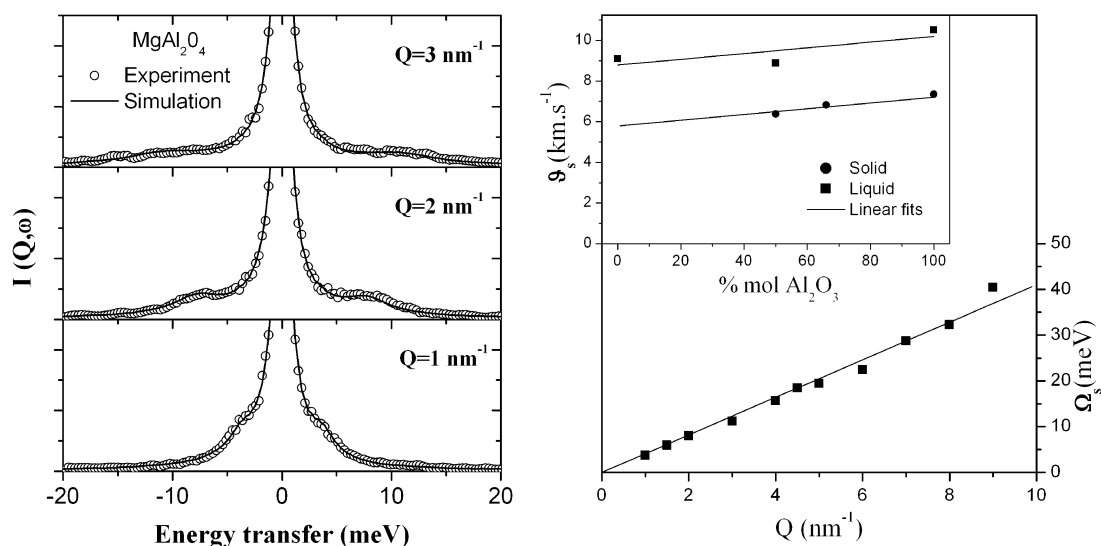 MgAl₂0₄
Experiment
Simulation
Q=3 nm⁻¹
Q=2 nm⁻¹
Q=1 nm⁻¹
I (Q,ω)
-20 -10 0 10 20
Energy transfer (meV)
10
8
6
4
2
0
ϑₛ(km.s⁻¹)
Solid
Liquid
Linear fits
0 20 40 60 80 100
% mol Al₂O₃
50
40
30
20
10
0
Ωₛ(meV)
0 2 4 6 8 10
Q (nm⁻¹)